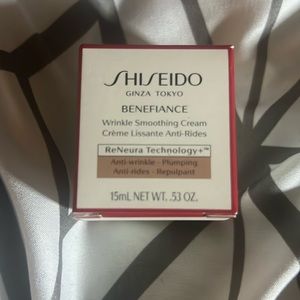 SHISEIDO
GINZA TOKYO
BENEFIANCE
Wrinkle Smoothing Cream
Crème Lissante Anti-Rides
ReNeura Technology+™
Anti-wrinkle - Plumping
Anti-rides - Repulpant
15mL NET WT. .53 OZ.